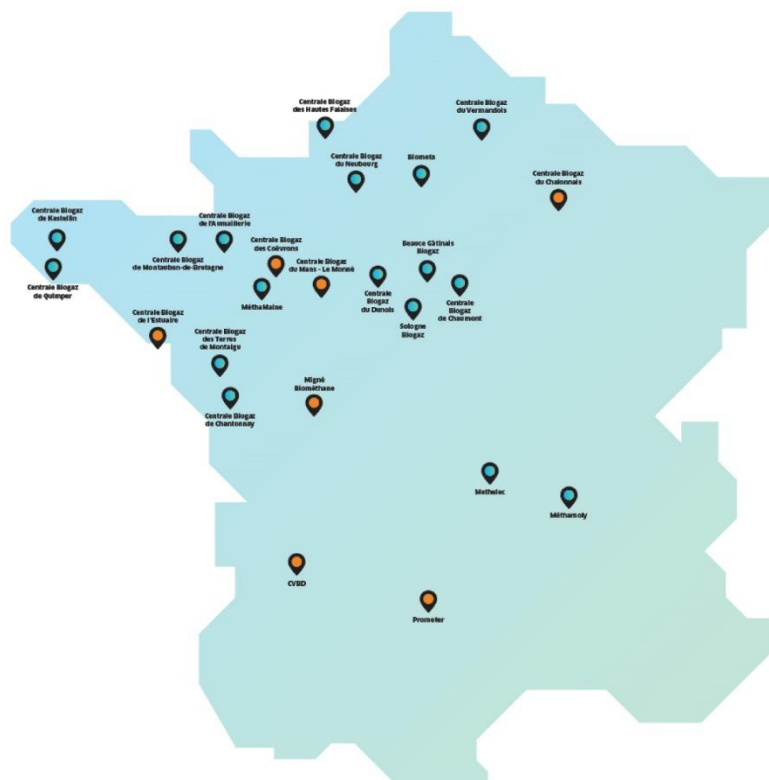 Centrale Biogaz
des Hautes Falaises
Centrale Biogaz
du Vermandois
Centrale Biogaz
du Neubourg
Biometa
Centrale Biogaz
du Chalonnais
Centrale Biogaz
de Kastellin
Centrale Biogaz
de l'Aumaillerie
Centrale Biogaz
des Coëvrons
Centrale Biogaz
de Montauban-de-Bretagne
Centrale Biogaz
du Mans - Le Monné
Beauce Gâtinais
Biogaz
Centrale Biogaz
de Quimper
MéthaMaine
Centrale
Biogaz
du Dunois
Centrale
Biogaz
de Chaumont
Sologne
Biogaz
Centrale Biogaz
de l'Estuaire
Centrale Biogaz
des Terres
de Montaigu
Migné
Biométhane
Centrale Biogaz
de Chantonnay
Methelec
Méthamoly
CVBD
Prometer